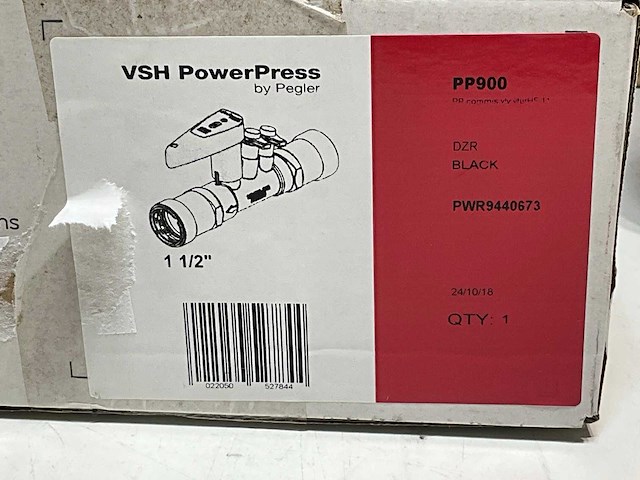 VSH PowerPress
by Pegler
1 1/2"
022050 527844
PP900
DZR
BLACK
PWR9440673
24/10/18
QTY: 1
ns